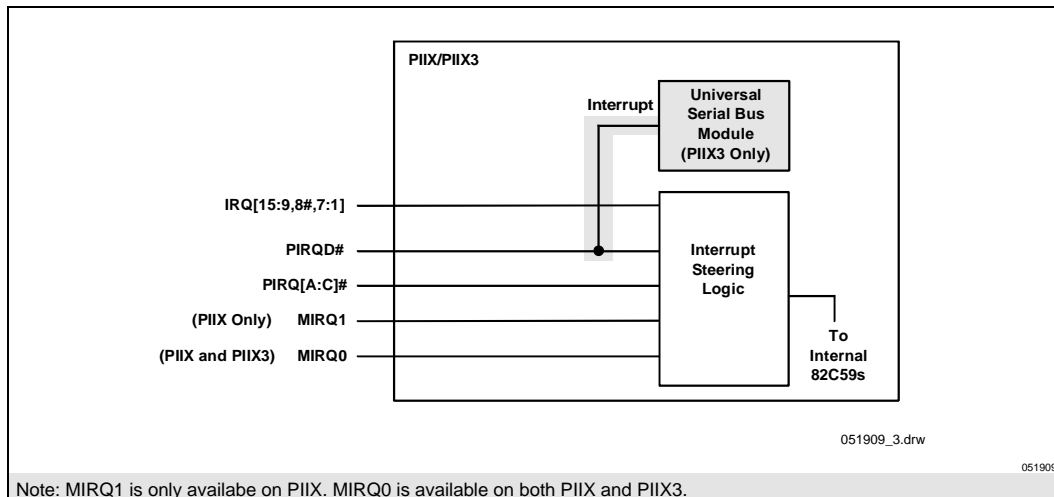 PIIX/PIIX3
Universal
Serial Bus
Module
(PIIX3 Only)
Interrupt
IRQ[15:9,8#,7:1]
PIRQD#
PIRQ[A:C]#
(PIIX Only) MIRQ1
(PIIX and PIIX3) MIRQ0
Interrupt
Steering
Logic
To
Internal
82C59s
051909_3.drw
051909
Note: MIRQ1 is only availabe on PIIX. MIRQ0 is available on both PIIX and PIIX3.